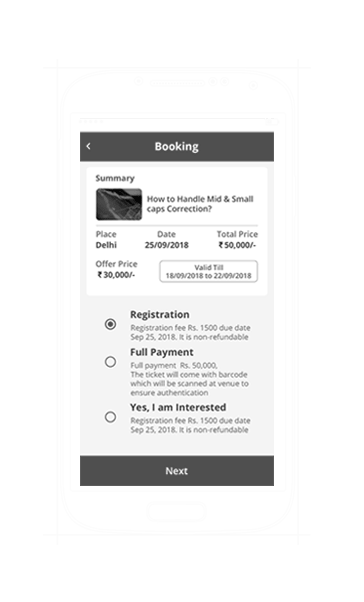 Booking
Summary
How to Handle Mid & Small
caps Correction?
Place Date Total Price
Delhi 25/09/2018 ₹ 50,000/-
Offer Price
₹ 30,000/-
Valid Till
18/09/2018 to 22/09/2018
Registration
Registration fee Rs. 1500 due date
Sep 25, 2018. It is non-refundable
Full Payment
Full payment Rs. 50,000,
The ticket will come with barcode
which will be scanned at venue to
ensure authentication
Yes, I am Interested
Registration fee Rs. 1500 due date
Sep 25, 2018. It is non-refundable
Next